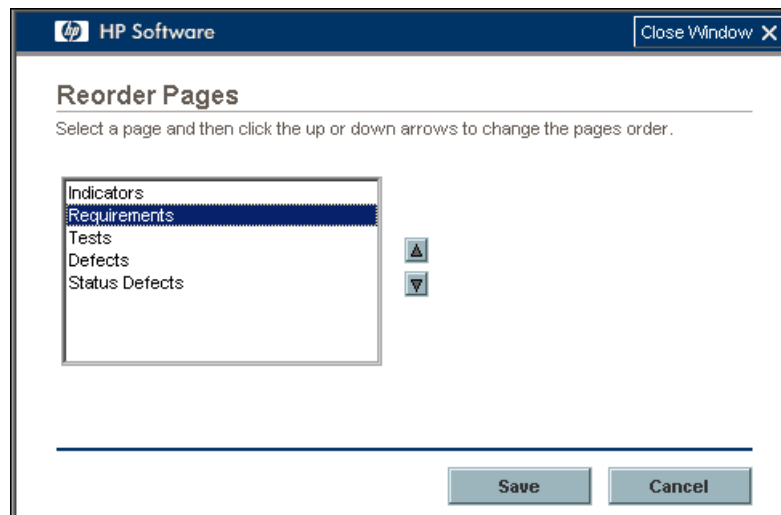 hp HP Software
Close Window X
Reorder Pages
Select a page and then click the up or down arrows to change the pages order.
Indicators
Requirements
Tests
Defects
Status Defects
Save
Cancel